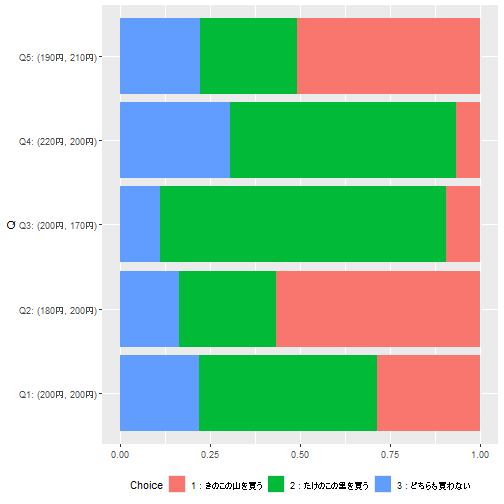 Q
Q5: (190円, 210円)
Q4: (220円, 200円)
Q3: (200円, 170円)
Q2: (180円, 200円)
Q1: (200円, 200円)
0.00 0.25 0.50 0.75 1.00
Choice 1 : きのこの山を買う 2 : たけのこの里を買う 3 : どちらも買わない